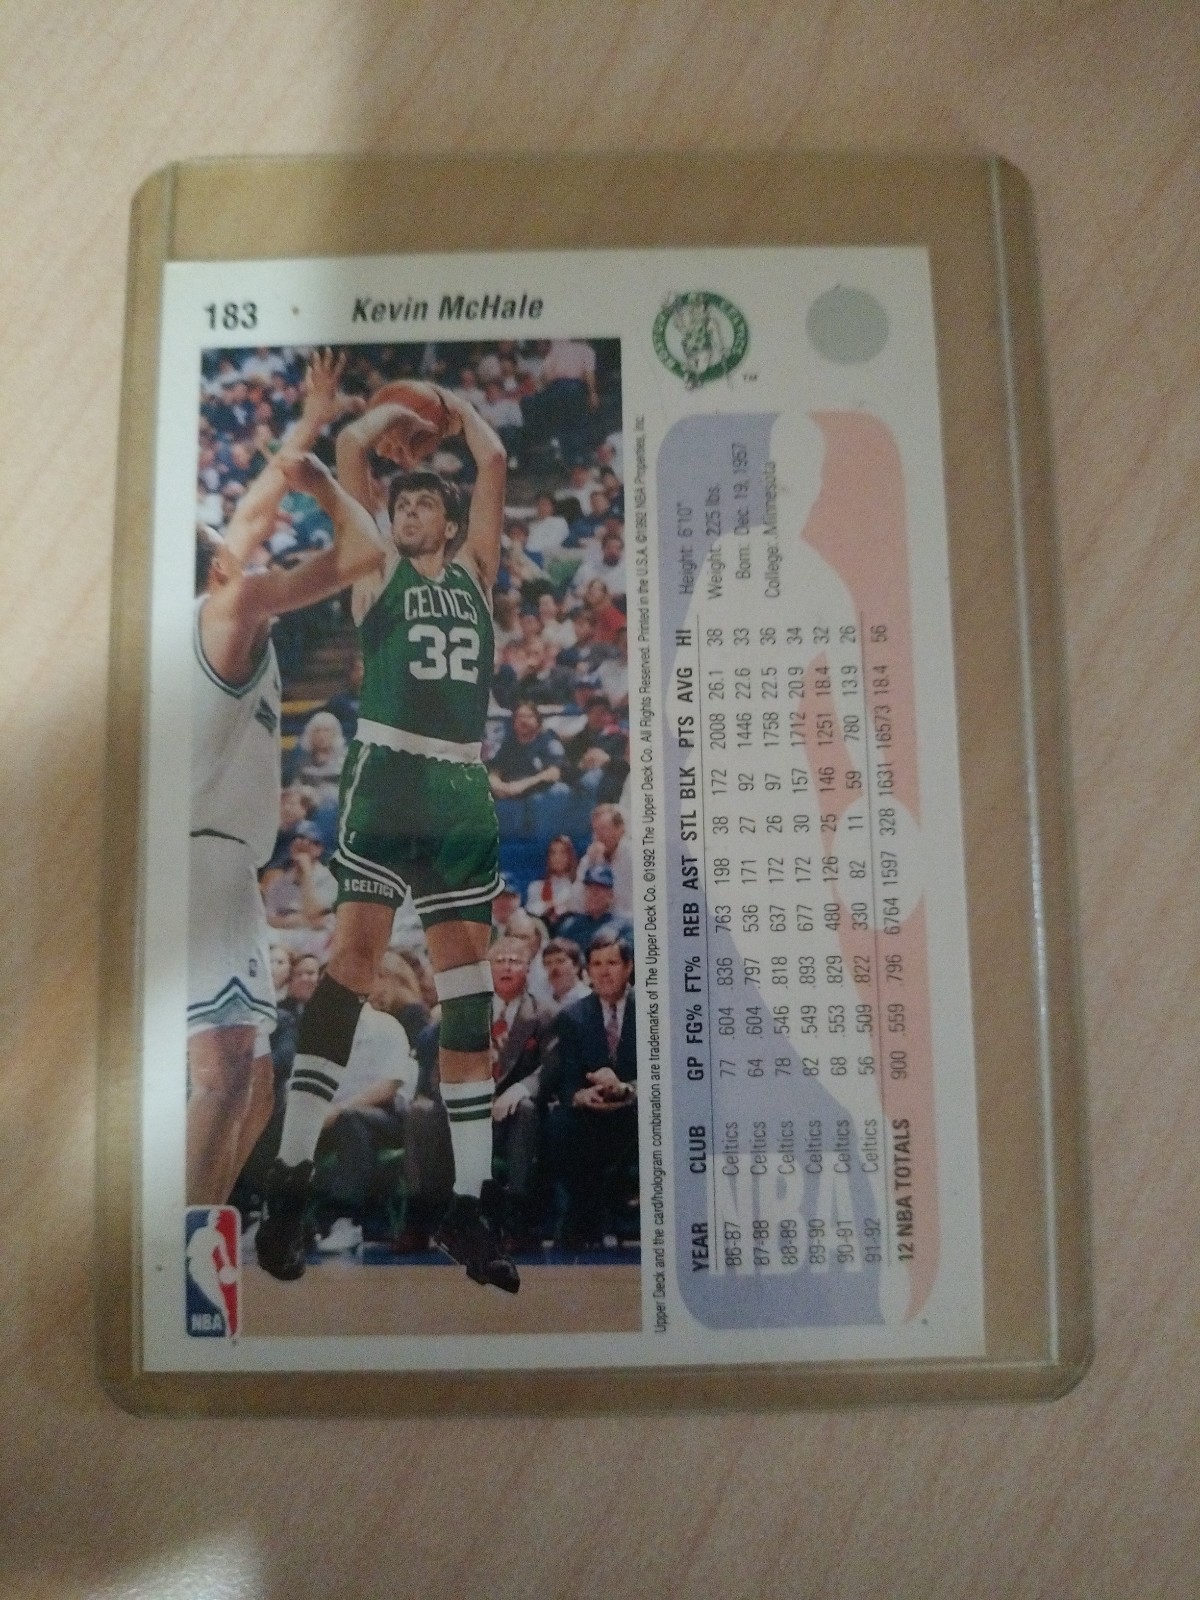 183
Kevin McHale
CELTICS
32
CELTICS
NBA
Upper Deck and the card/hologram combination are trademarks of The Upper Deck Co. ©1992 The Upper Deck Co. All Rights Reserved. Printed in the U.S.A. ©1992 NBA Properties, Inc.
Height: 6'10"
Weight: 225 lbs.
Born: Dec. 19, 1957
College: Minnesota
YEAR CLUB GP FG% FT% REB AST STL BLK PTS AVG HI
86-87 Celtics 77 .604 .836 763 198 38 172 2008 26.1 38
87-88 Celtics 64 .604 .797 536 171 27 92 1446 22.6 33
88-89 Celtics 78 .546 .818 637 172 26 97 1758 22.5 36
89-90 Celtics 82 .549 .893 677 172 30 157 1712 20.9 34
90-91 Celtics 68 .553 .829 480 126 25 146 1251 18.4 32
91-92 Celtics 56 .509 .822 330 82 11 59 780 13.9 26
12 NBA TOTALS 900 .559 .796 6764 1597 328 1631 16573 18.4 56
NBA